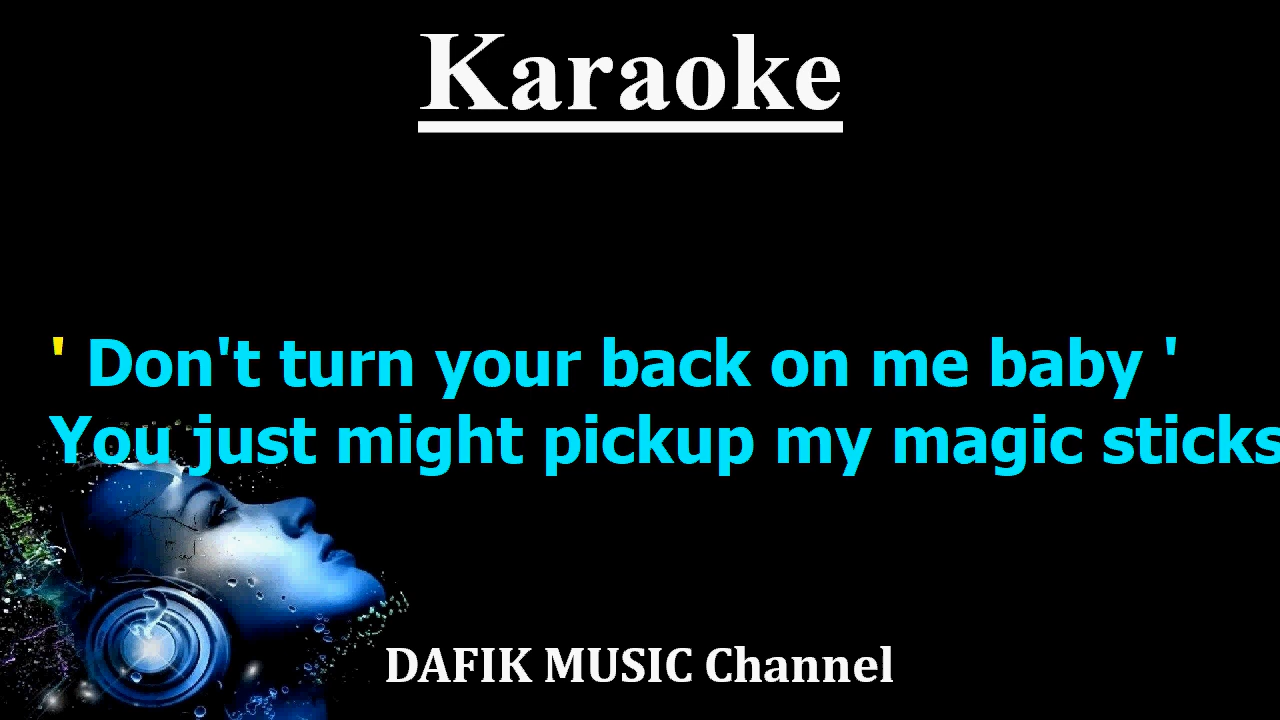 Karaoke
' Don't turn your back on me baby '
You just might pickup my magic sticks
DAFIK MUSIC Channel